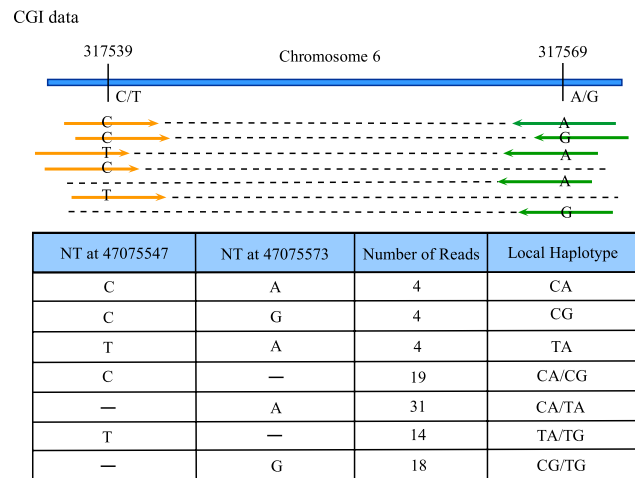 CGI data
317539 Chromosome 6 317569
C/T A/G
C A
C G
T A
C
A
T
G
NT at 47075547 NT at 47075573 Number of Reads Local Haplotype
C A 4 CA
C G 4 CG
T A 4 TA
C — 19 CA/CG
— A 31 CA/TA
T — 14 TA/TG
— G 18 CG/TG